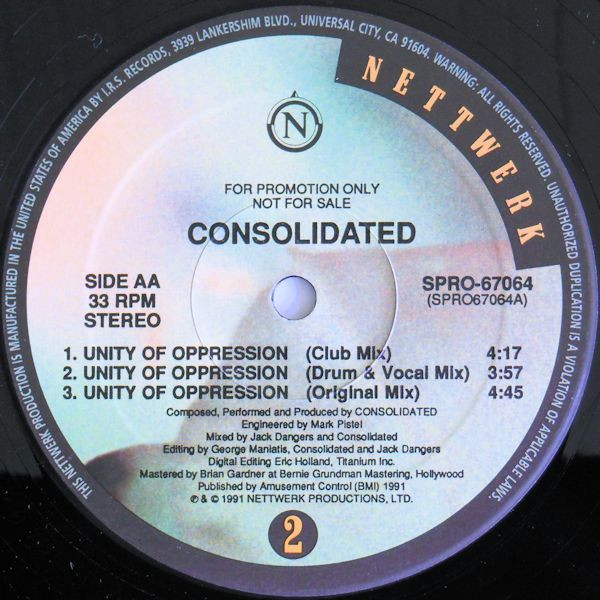 THIS NETTWERK PRODUCTION IS MANUFACTURED IN THE UNITED STATES OF AMERICA BY I.R.S. RECORDS, 3939 LANKERSHIM BLVD., UNIVERSAL CITY, CA 91604. WARNING: ALL RIGHTS RESERVED. UNAUTHORIZED DUPLICATION IS A VIOLATION OF APPLICABLE LAWS.
NETTWERK
N
FOR PROMOTION ONLY
NOT FOR SALE
CONSOLIDATED
SIDE AA
33 RPM
STEREO
SPRO-67064
(SPRO67064A)
1. UNITY OF OPPRESSION (Club Mix) 4:17
2. UNITY OF OPPRESSION (Drum & Vocal Mix) 3:57
3. UNITY OF OPPRESSION (Original Mix) 4:45
Composed, Performed and Produced by CONSOLIDATED
Engineered by Mark Pistel
Mixed by Jack Dangers and Consolidated
Editing by George Maniatis, Consolidated and Jack Dangers
Digital Editing Eric Holland, Titanium Inc.
Mastered by Brian Gardner at Bernie Grundman Mastering, Hollywood
Published by Amusement Control (BMI) 1991
℗ & © 1991 NETTWERK PRODUCTIONS, LTD.
2